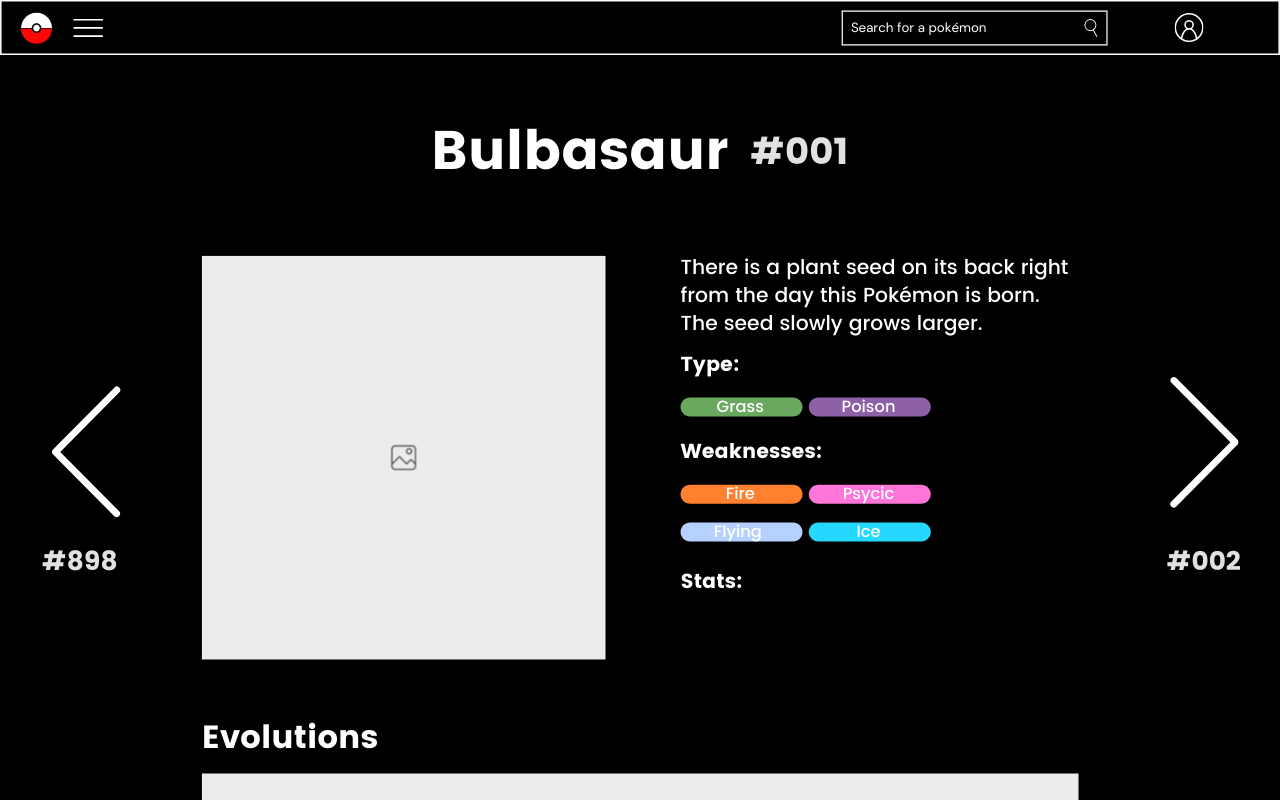 Search for a pokémon
Bulbasaur #001
There is a plant seed on its back right
from the day this Pokémon is born.
The seed slowly grows larger.
Type:
Grass Poison
Weaknesses:
Fire Psycic
Flying Ice
#898
#002
Stats:
Evolutions